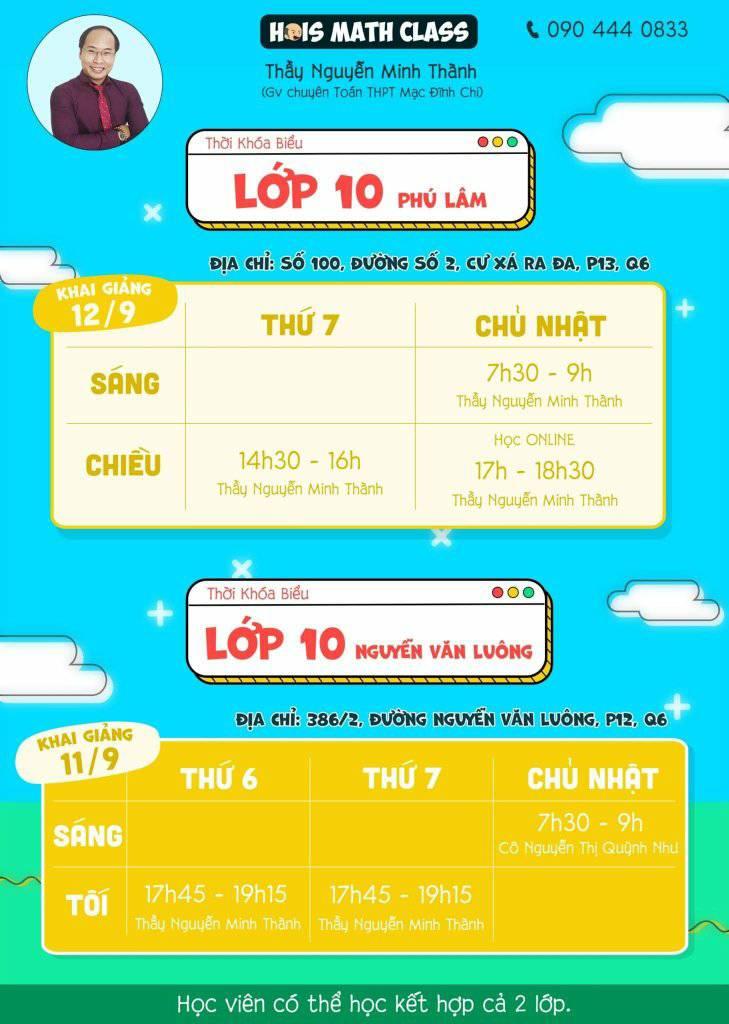 HOIS MATH CLASS
090 444 0833
Thầy Nguyễn Minh Thành
(Gv chuyên Toán THPT Mạc Đĩnh Chi)
Thời Khóa Biểu
LỚP 10 PHÚ LÂM
ĐỊA CHỈ: SỐ 100, ĐƯỜNG SỐ 2, CƯ XÁ RA ĐA, P13, Q6
KHAI GIẢNG
12/9
THỨ 7
CHỦ NHẬT
SÁNG
7h30 - 9h
Thầy Nguyễn Minh Thành
CHIỀU
14h30 - 16h
Thầy Nguyễn Minh Thành
Học ONLINE
17h - 18h30
Thầy Nguyễn Minh Thành
Thời Khóa Biểu
LỚP 10 NGUYỄN VĂN LUÔNG
ĐỊA CHỈ: 386/2, ĐƯỜNG NGUYỄN VĂN LUÔNG, P12, Q6
KHAI GIẢNG
11/9
THỨ 6
THỨ 7
CHỦ NHẬT
SÁNG
7h30 - 9h
Cô Nguyễn Thị Quỳnh Như
TỐI
17h45 - 19h15
Thầy Nguyễn Minh Thành
17h45 - 19h15
Thầy Nguyễn Minh Thành
Học viên có thể học kết hợp cả 2 lớp.